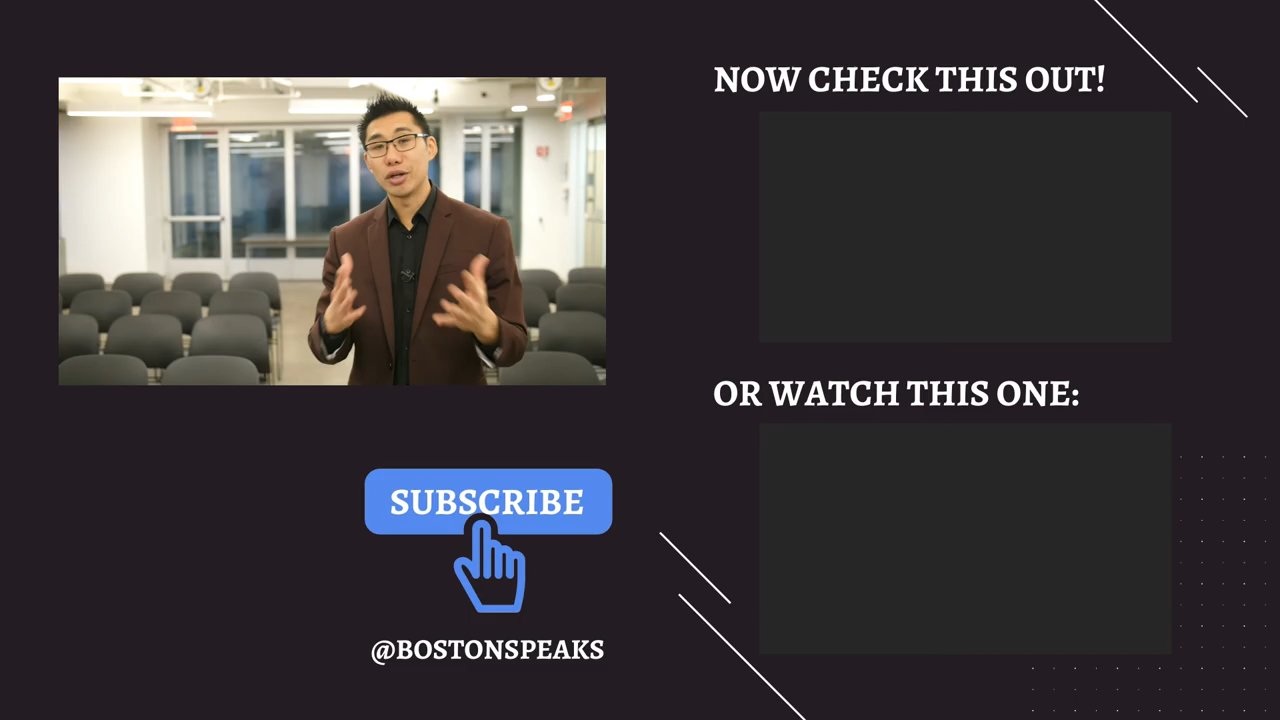 NOW CHECK THIS OUT!
OR WATCH THIS ONE:
SUBSCRIBE
@BOSTONSPEAKS